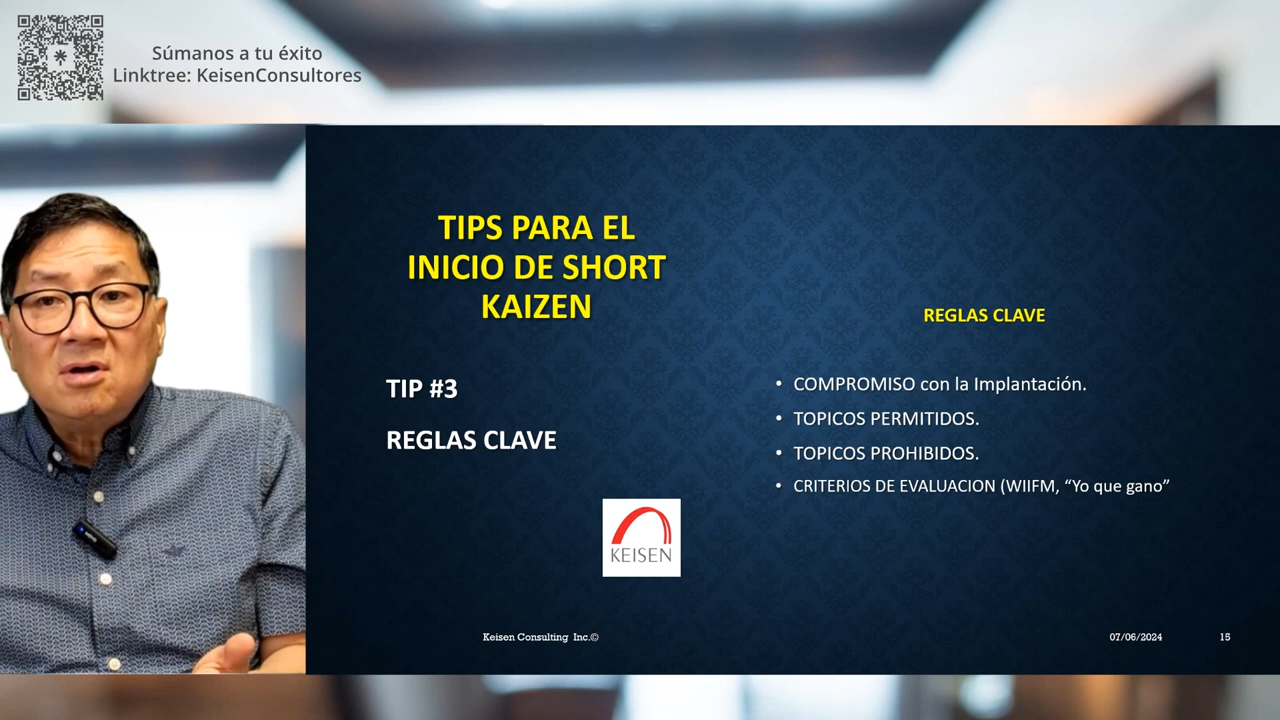 Súmanos a tu éxito
Linktree: KeisenConsultores
TIPS PARA EL
INICIO DE SHORT
KAIZEN
TIP #3
REGLAS CLAVE
KEISEN
REGLAS CLAVE
• COMPROMISO con la Implantación.
• TOPICOS PERMITIDOS.
• TOPICOS PROHIBIDOS.
• CRITERIOS DE EVALUACION (WIIFM, “Yo que gano”
Keisen Consulting Inc.©
07/06/2024
15